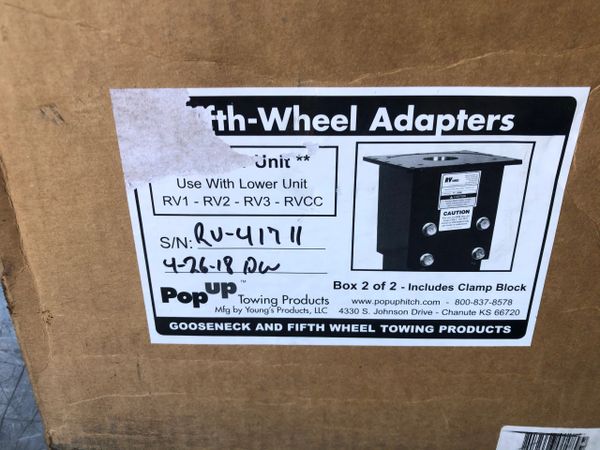 fth-Wheel Adapters
Unit **
Use With Lower Unit
RV1 - RV2 - RV3 - RVCC
S/N: RV-41711
4-26-18 DW
PopUp™ Towing Products
Mfg by Young's Products, LLC
RV
CAUTION
Box 2 of 2 - Includes Clamp Block
www.popuphitch.com - 800-837-8578
4330 S. Johnson Drive - Chanute KS 66720
GOOSENECK AND FIFTH WHEEL TOWING PRODUCTS